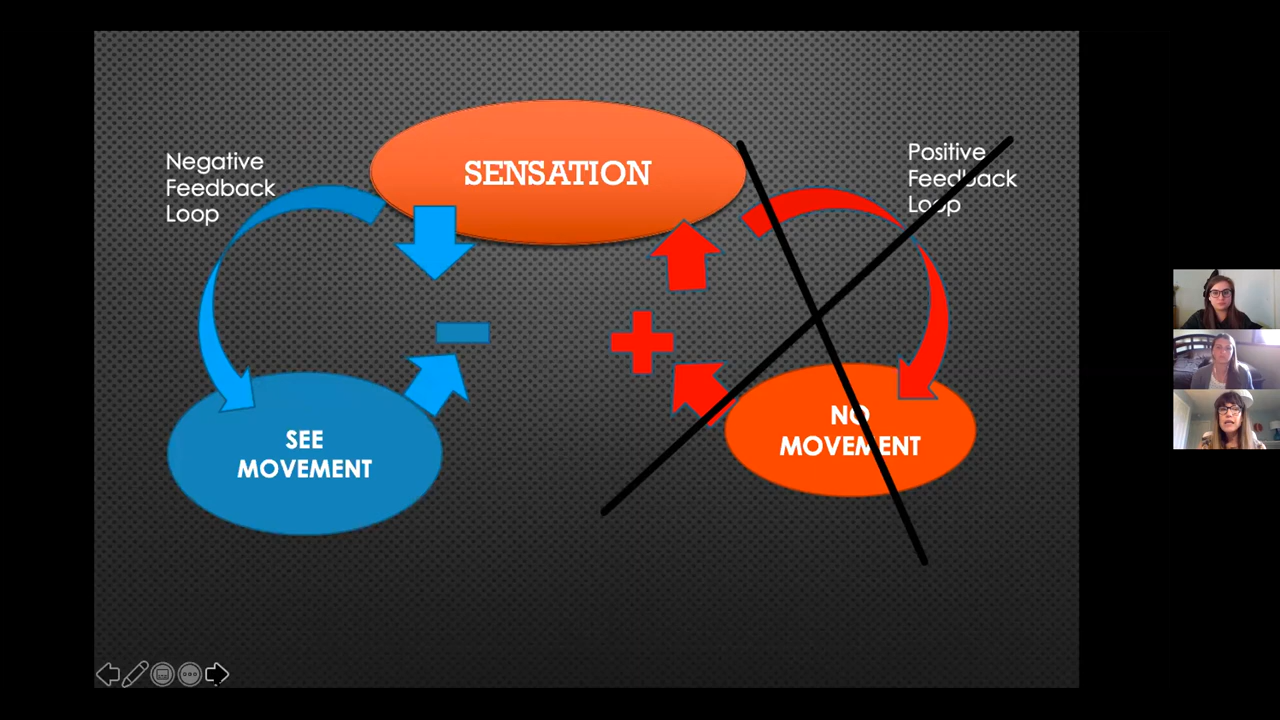 SENSATION
Negative
Feedback
Loop
Positive
Feedback
Loop
SEE
MOVEMENT
NO
MOVEMENT